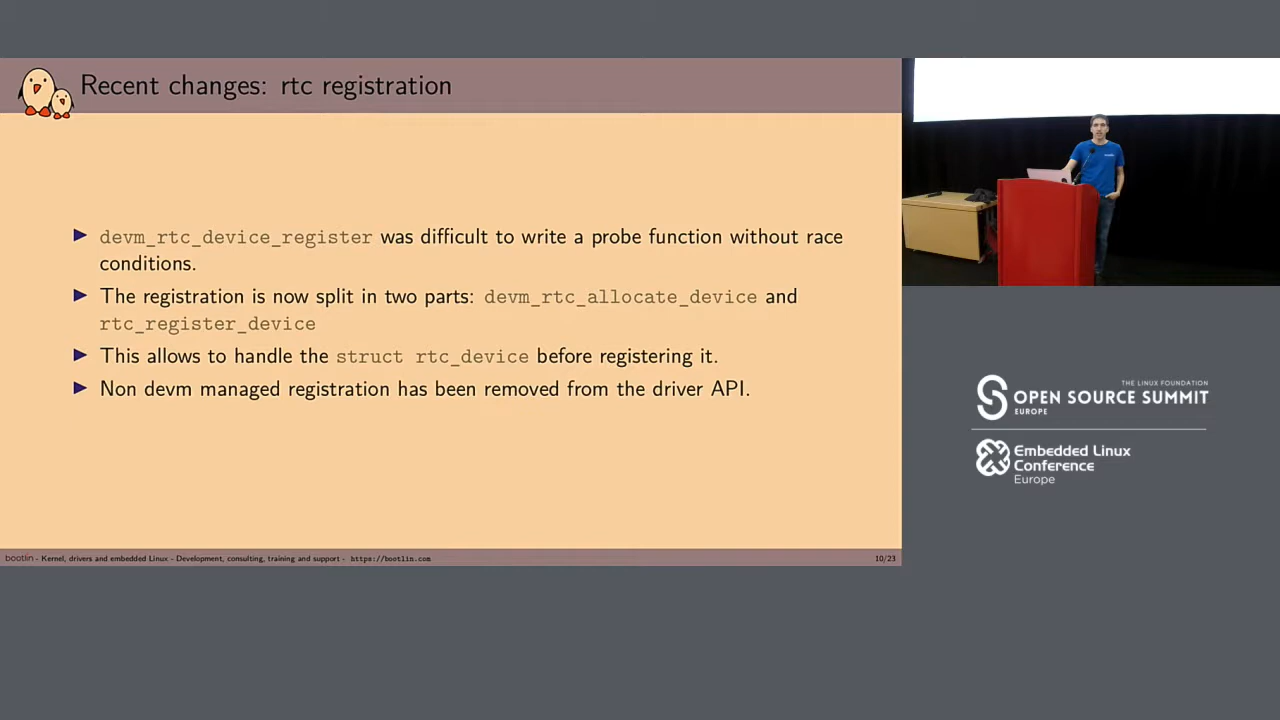 Recent changes: rtc registration
devm_rtc_device_register was difficult to write a probe function without race
conditions.
The registration is now split in two parts: devm_rtc_allocate_device and
rtc_register_device
This allows to handle the struct rtc_device before registering it.
Non devm managed registration has been removed from the driver API.
bootlin - Kernel, drivers and embedded Linux - Development, consulting, training and support - https://bootlin.com
10/23
THE LINUX FOUNDATION
OPEN SOURCE SUMMIT
EUROPE
Embedded Linux
Conference
Europe